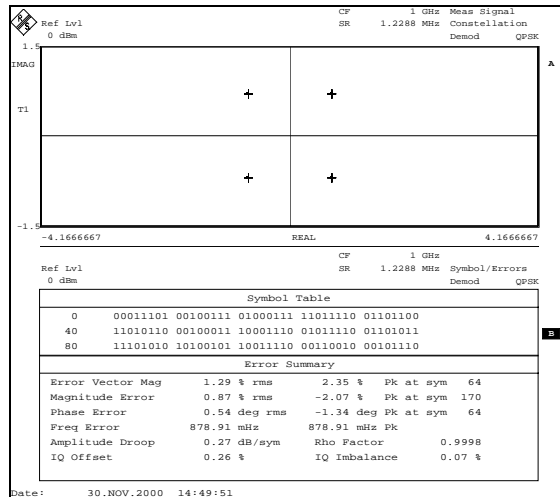 CF 1 GHz Meas Signal
Ref Lvl SR 1.2288 MHz Constellation
0 dBm Demod QPSK
1.5
IMAG A
T1
-1.5
-4.1666667 REAL 4.1666667
CF 1 GHz
Ref Lvl SR 1.2288 MHz Symbol/Errors
0 dBm Demod QPSK
Symbol Table
0 00011101 00100111 01000111 11011110 01101100
40 11010110 00100011 10001110 01011110 01101011
80 11101010 10100101 10011110 00110010 00101110
B
Error Summary
Error Vector Mag 1.29 % rms 2.35 % Pk at sym 64
Magnitude Error 0.87 % rms -2.07 % Pk at sym 170
Phase Error 0.54 deg rms -1.34 deg Pk at sym 64
Freq Error 878.91 mHz 878.91 mHz Pk
Amplitude Droop 0.27 dB/sym Rho Factor 0.9998
IQ Offset 0.26 % IQ Imbalance 0.07 %
Date: 30.NOV.2000 14:49:51